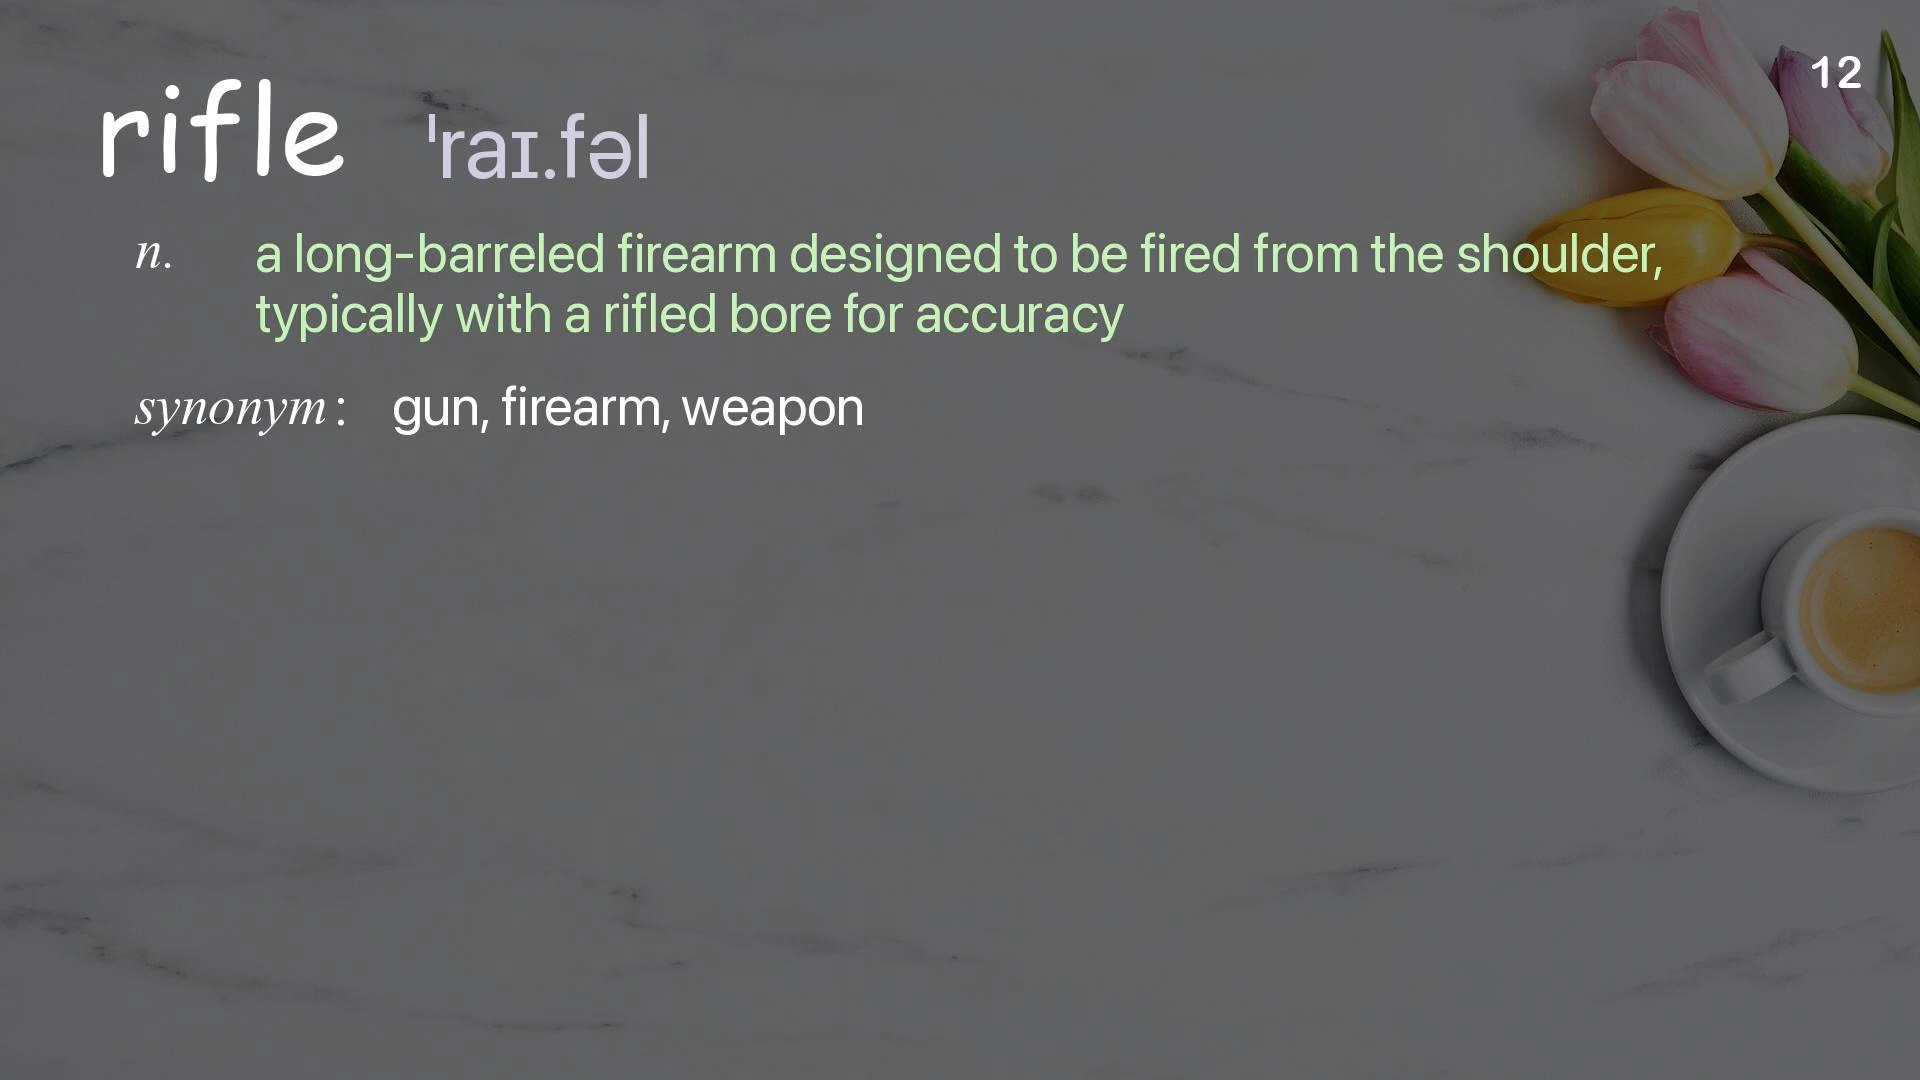 12
rifle ˈraɪ.fəl
n. a long-barreled firearm designed to be fired from the shoulder,
typically with a rifled bore for accuracy
synonym: gun, firearm, weapon